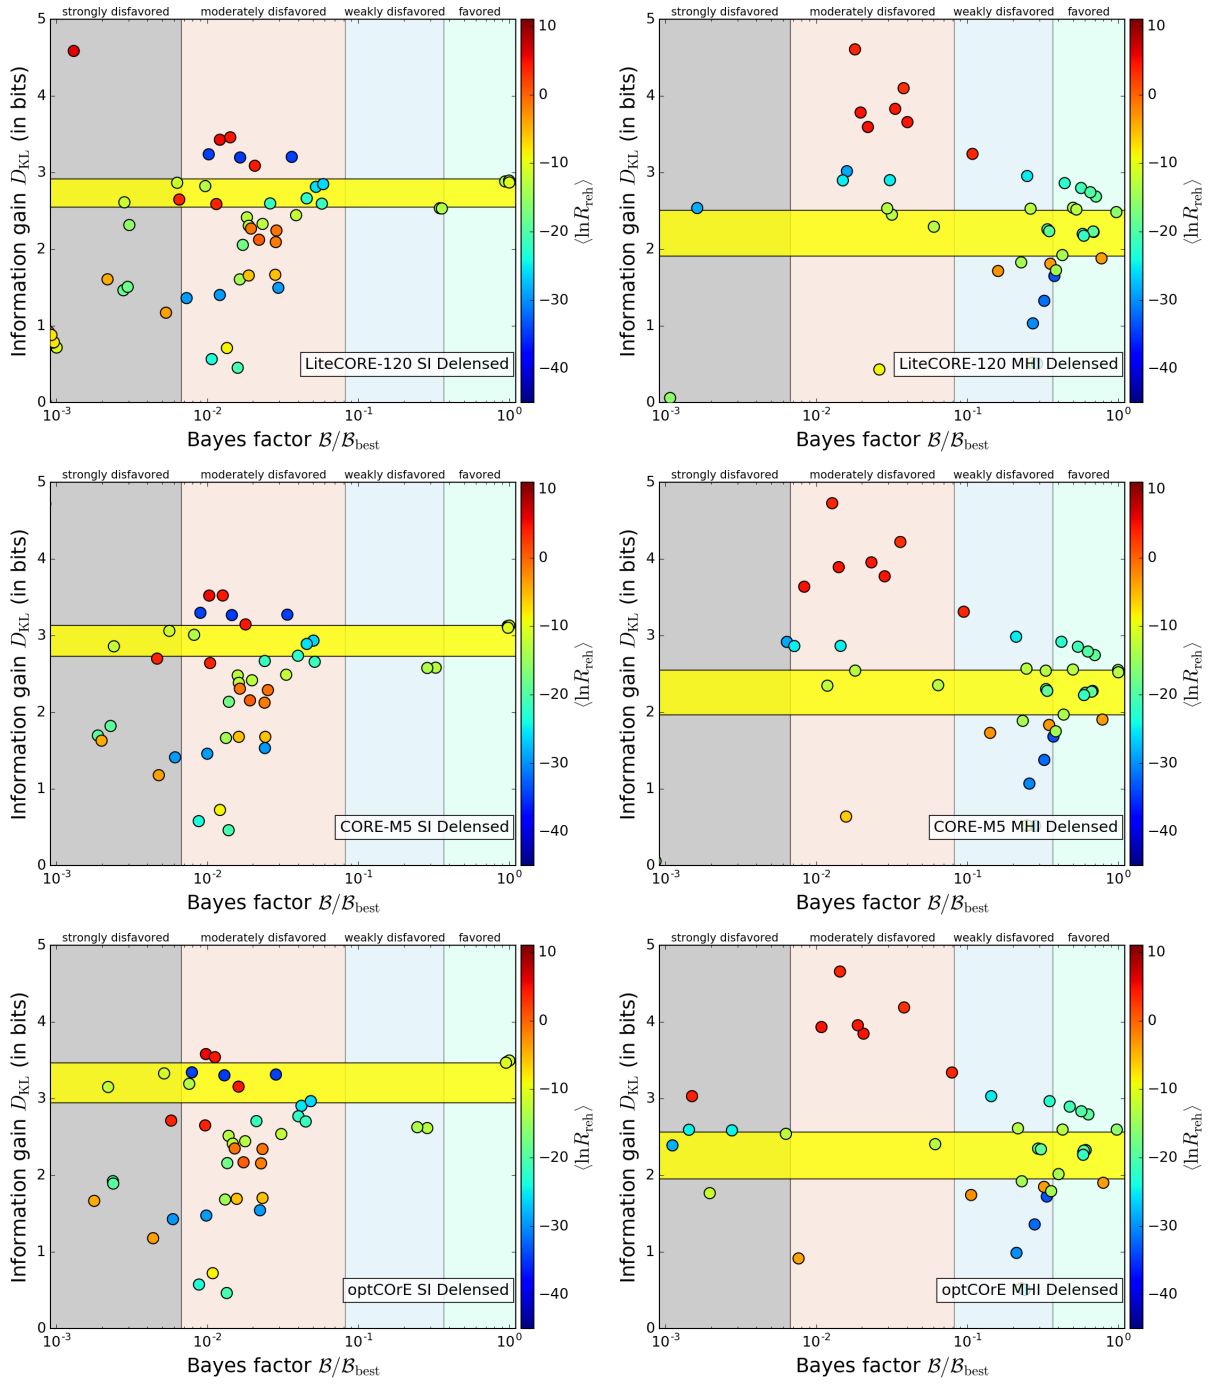 strongly disfavored moderately disfavored weakly disfavored favored
5
4
3
2
1
0
Information gain D_KL (in bits)
LiteCORE-120 SI Delensed
10^-3 10^-2 10^-1 10^0
Bayes factor B/B_best
10
0
−10
−20
−30
−40
⟨ln R_reh⟩
strongly disfavored moderately disfavored weakly disfavored favored
5
4
3
2
1
0
Information gain D_KL (in bits)
LiteCORE-120 MHI Delensed
10^-3 10^-2 10^-1 10^0
Bayes factor B/B_best
10
0
−10
−20
−30
−40
⟨ln R_reh⟩
strongly disfavored moderately disfavored weakly disfavored favored
5
4
3
2
1
0
Information gain D_KL (in bits)
CORE-M5 SI Delensed
10^-3 10^-2 10^-1 10^0
Bayes factor B/B_best
10
0
−10
−20
−30
−40
⟨ln R_reh⟩
strongly disfavored moderately disfavored weakly disfavored favored
5
4
3
2
1
0
Information gain D_KL (in bits)
CORE-M5 MHI Delensed
10^-3 10^-2 10^-1 10^0
Bayes factor B/B_best
10
0
−10
−20
−30
−40
⟨ln R_reh⟩
strongly disfavored moderately disfavored weakly disfavored favored
5
4
3
2
1
0
Information gain D_KL (in bits)
optCOrE SI Delensed
10^-3 10^-2 10^-1 10^0
Bayes factor B/B_best
10
0
−10
−20
−30
−40
⟨ln R_reh⟩
strongly disfavored moderately disfavored weakly disfavored favored
5
4
3
2
1
0
Information gain D_KL (in bits)
optCOrE MHI Delensed
10^-3 10^-2 10^-1 10^0
Bayes factor B/B_best
10
0
−10
−20
−30
−40
⟨ln R_reh⟩